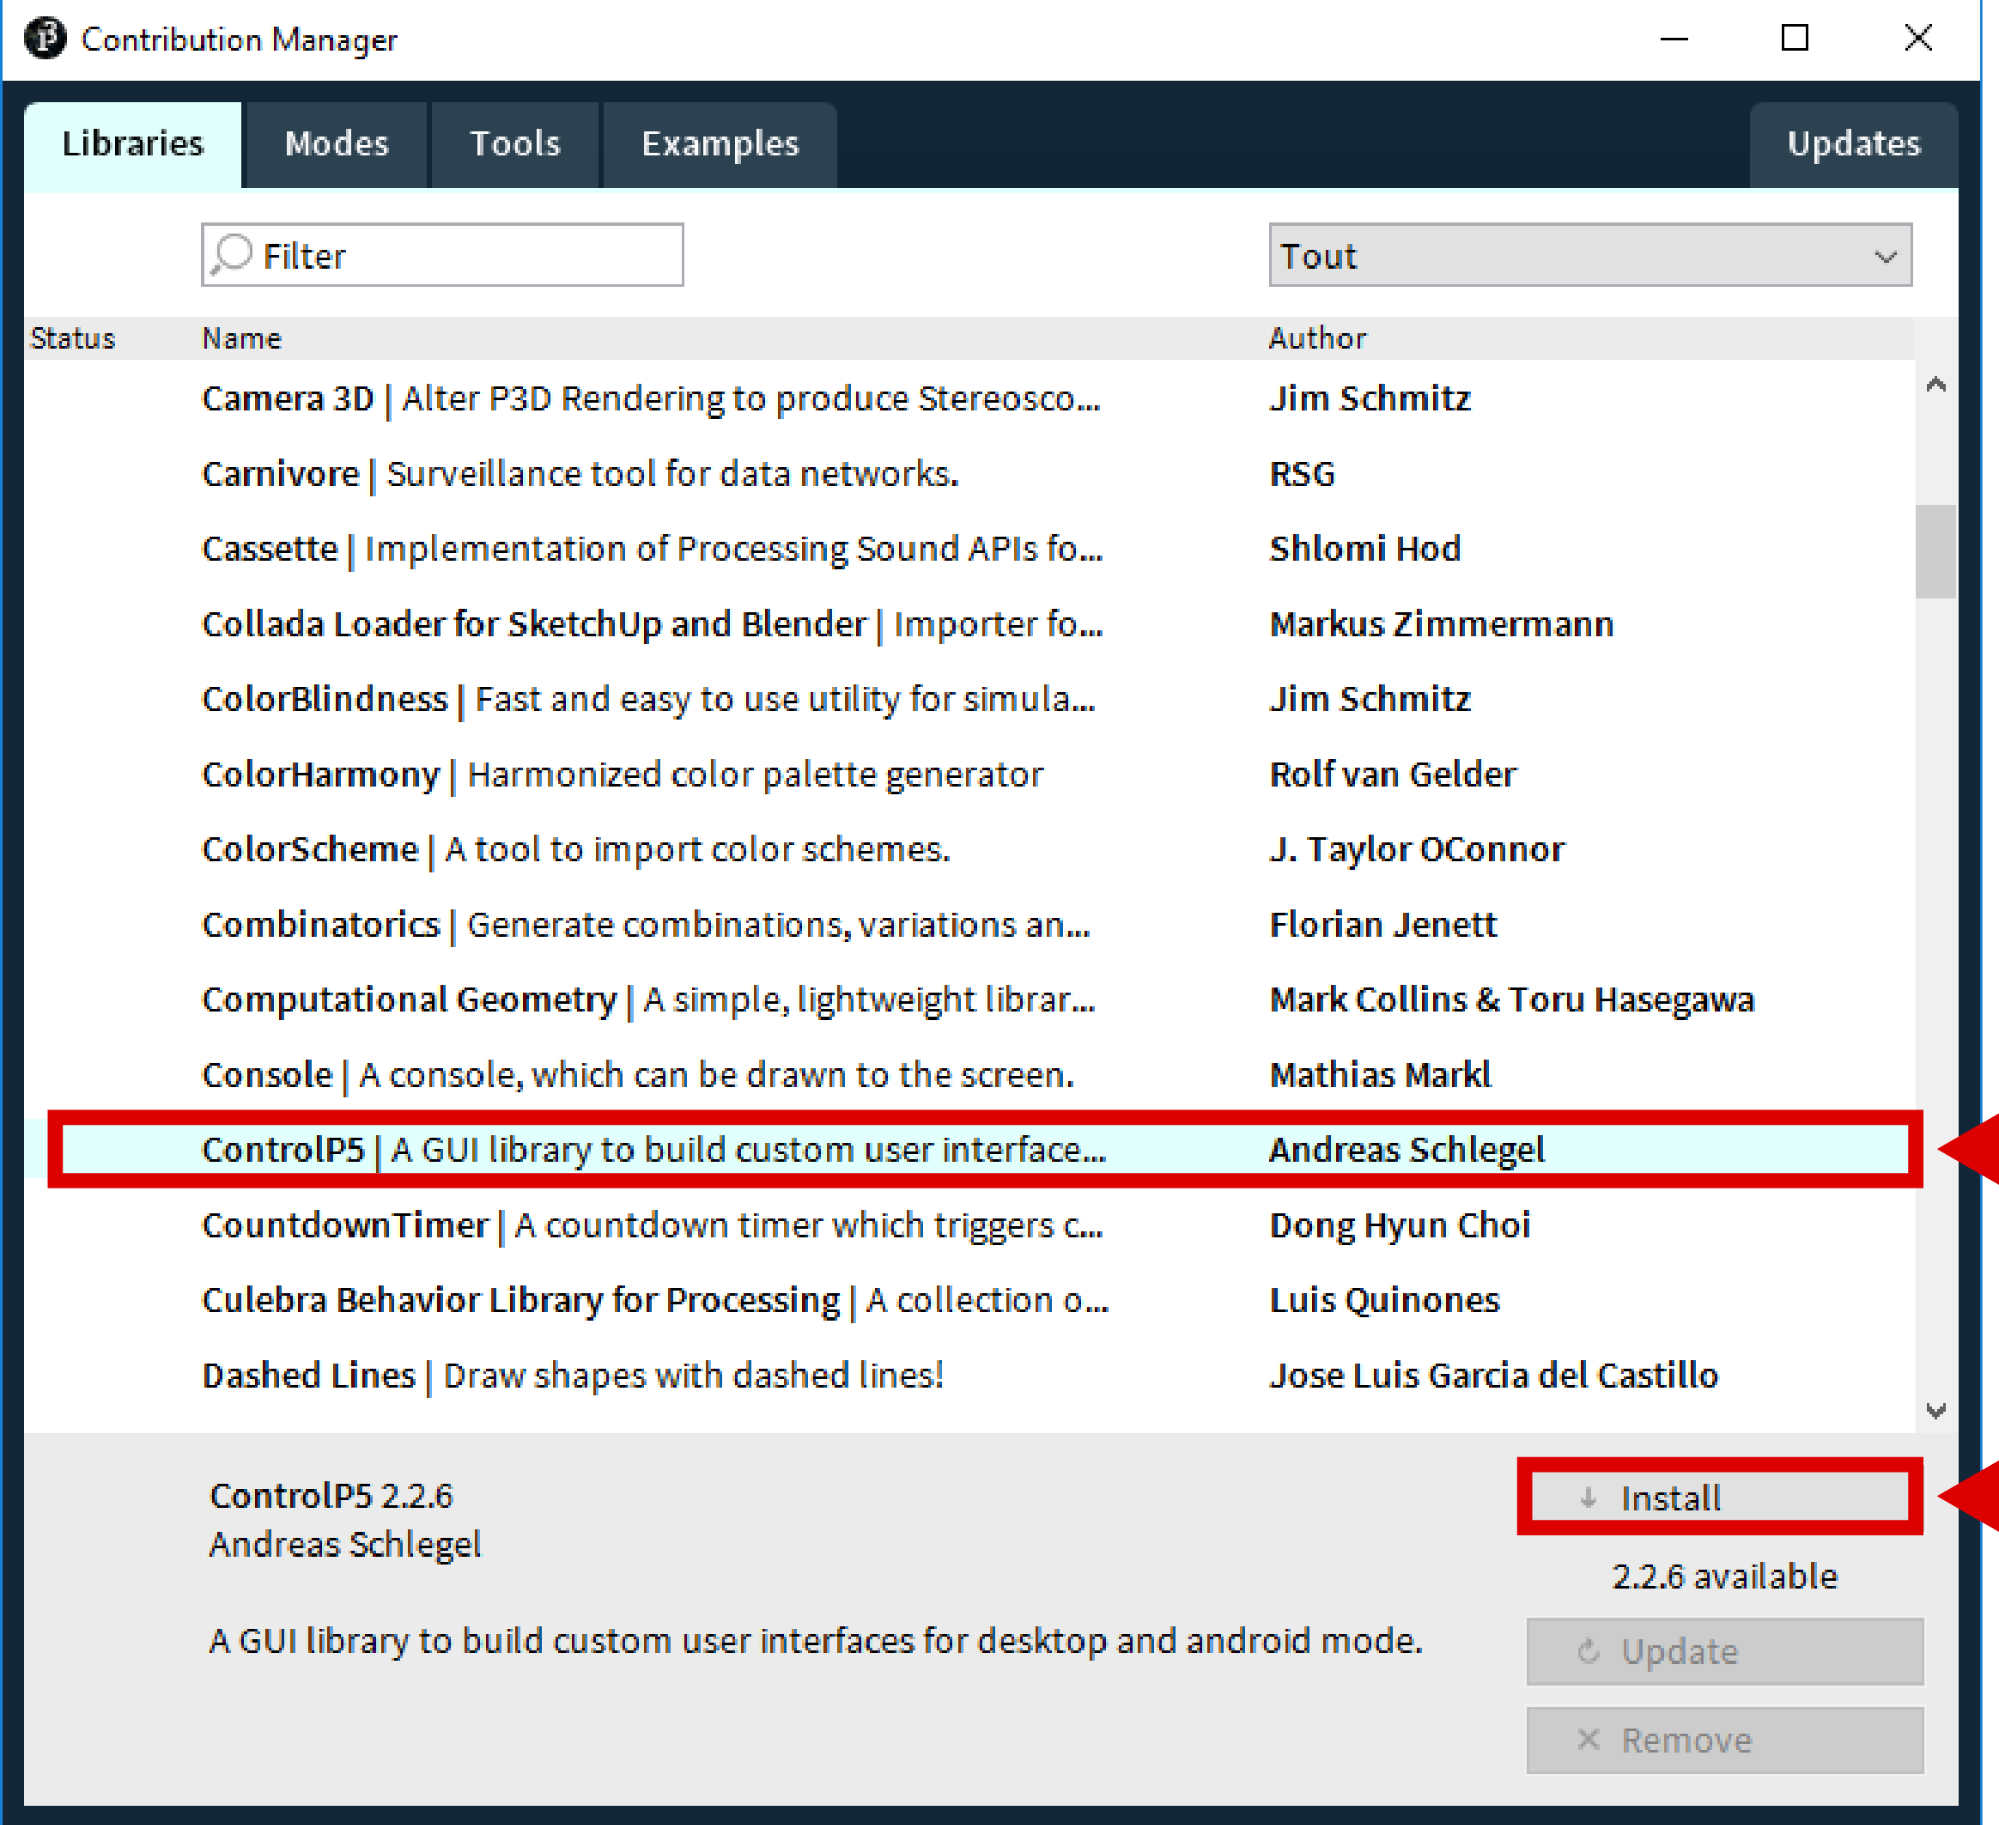 Contribution Manager
Libraries Modes Tools Examples Updates
Filter Tout
Status Name Author
Camera 3D | Alter P3D Rendering to produce Stereosco... Jim Schmitz
Carnivore | Surveillance tool for data networks. RSG
Cassette | Implementation of Processing Sound APIs fo... Shlomi Hod
Collada Loader for SketchUp and Blender | Importer fo... Markus Zimmermann
ColorBlindness | Fast and easy to use utility for simula... Jim Schmitz
ColorHarmony | Harmonized color palette generator Rolf van Gelder
ColorScheme | A tool to import color schemes. J. Taylor OConnor
Combinatorics | Generate combinations, variations an... Florian Jenett
Computational Geometry | A simple, lightweight librar... Mark Collins & Toru Hasegawa
Console | A console, which can be drawn to the screen. Mathias Markl
ControlP5 | A GUI library to build custom user interface... Andreas Schlegel
CountdownTimer | A countdown timer which triggers c... Dong Hyun Choi
Culebra Behavior Library for Processing | A collection o... Luis Quinones
Dashed Lines | Draw shapes with dashed lines! Jose Luis Garcia del Castillo
ControlP5 2.2.6
Andreas Schlegel
A GUI library to build custom user interfaces for desktop and android mode.
Install
2.2.6 available
Update
Remove